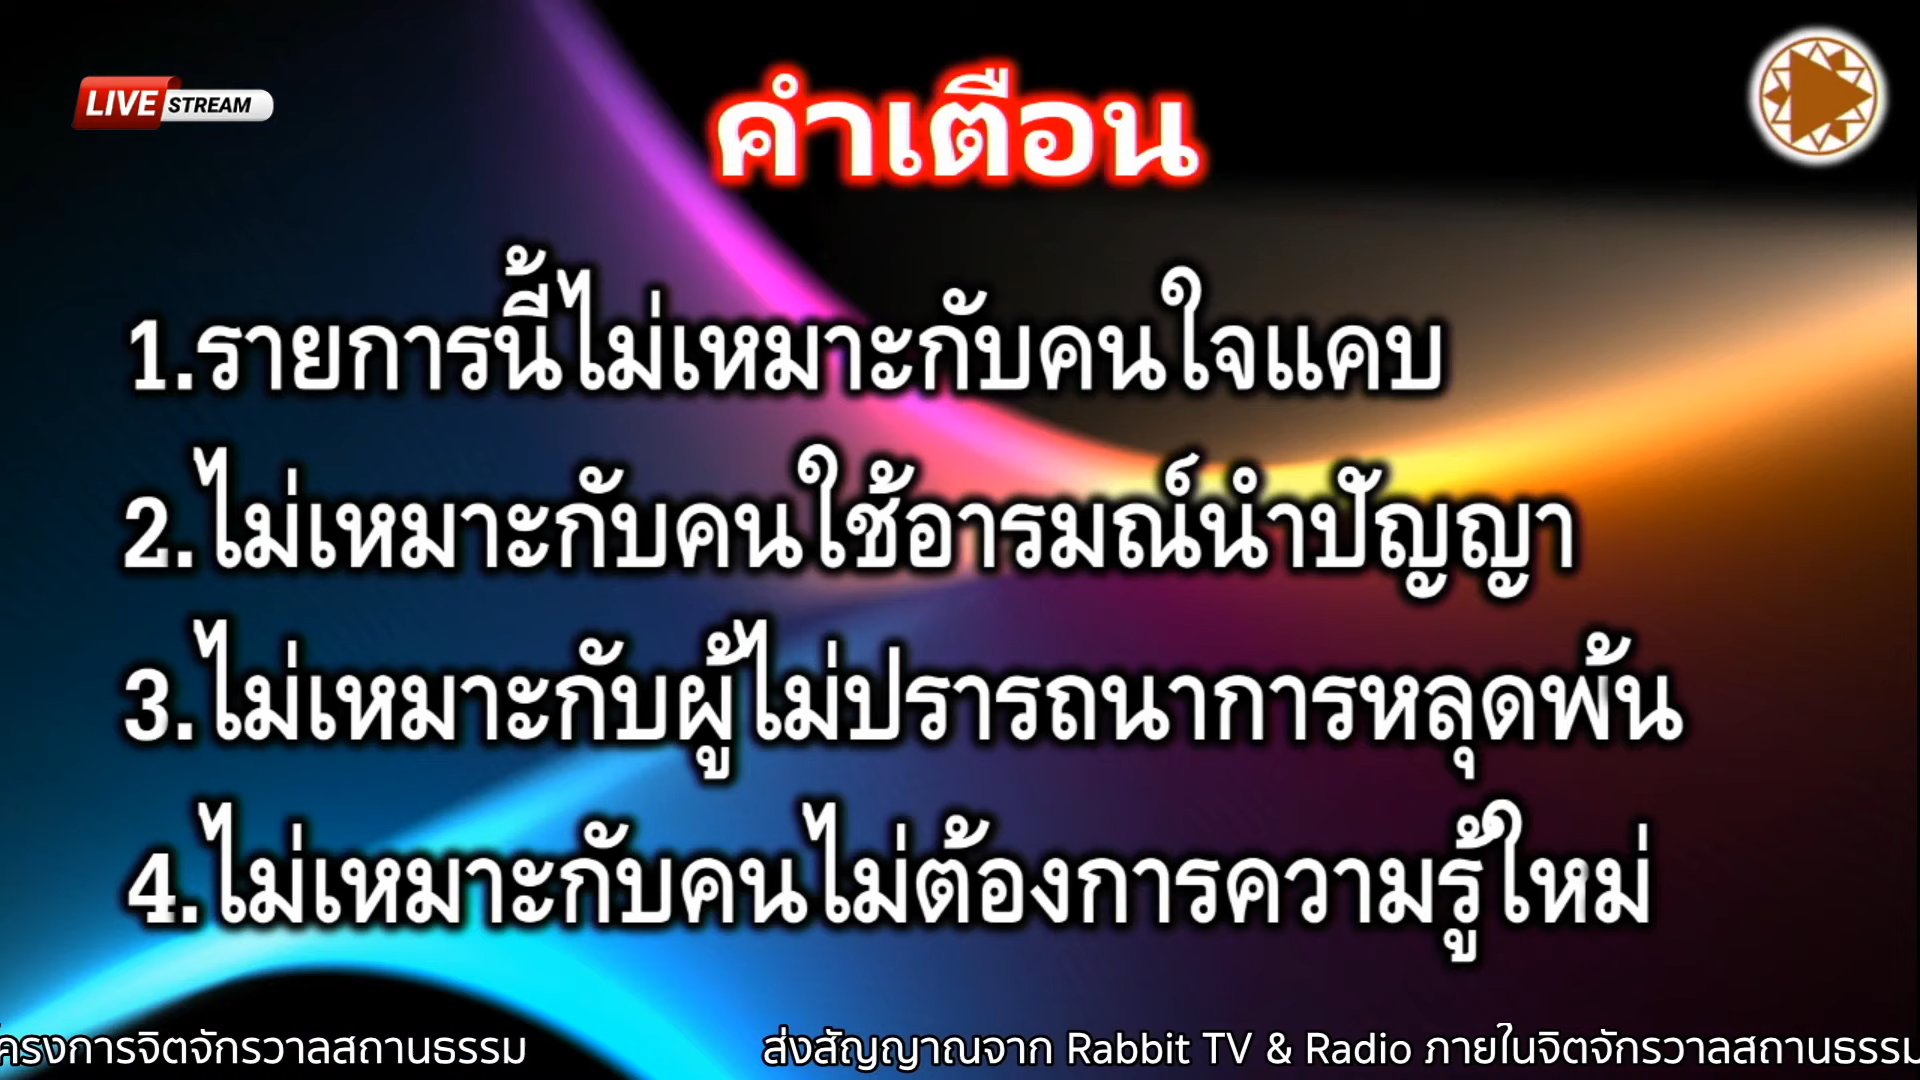 LIVE STREAM
คำเตือน
1.รายการนี้ไม่เหมาะกับคนใจแคบ
2.ไม่เหมาะกับคนใช้อารมณ์นำปัญญา
3.ไม่เหมาะกับผู้ไม่ปรารถนาการหลุดพ้น
4.ไม่เหมาะกับคนไม่ต้องการความรู้ใหม่
โครงการจิตจักรวาลสถานธรรม ส่งสัญญาณจาก Rabbit TV & Radio ภายในจิตจักรวาลสถานธรรม